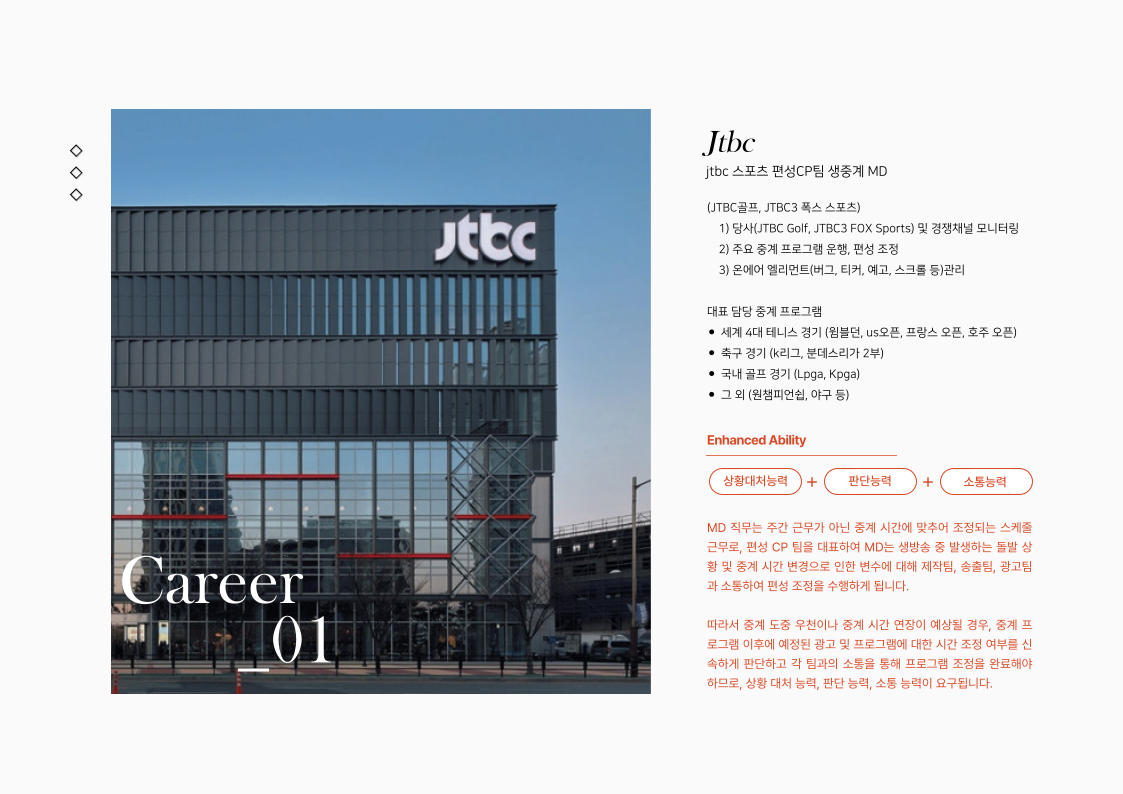 jtbc
Career
_01
Jtbc
jtbc 스포츠 편성CP팀 생중계 MD
(JTBC골프, JTBC3 폭스 스포츠)
1) 당사(JTBC Golf, JTBC3 FOX Sports) 및 경쟁채널 모니터링
2) 주요 중계 프로그램 운행, 편성 조정
3) 온에어 엘리먼트(버그, 티커, 예고, 스크롤 등)관리
대표 담당 중계 프로그램
• 세계 4대 테니스 경기 (윔블던, us오픈, 프랑스 오픈, 호주 오픈)
• 축구 경기 (k리그, 분데스리가 2부)
• 국내 골프 경기 (Lpga, Kpga)
• 그 외 (원챔피언쉽, 야구 등)
Enhanced Ability
상황대처능력 + 판단능력 + 소통능력
MD 직무는 주간 근무가 아닌 중계 시간에 맞추어 조정되는 스케줄
근무로, 편성 CP 팀을 대표하여 MD는 생방송 중 발생하는 돌발 상
황 및 중계 시간 변경으로 인한 변수에 대해 제작팀, 송출팀, 광고팀
과 소통하여 편성 조정을 수행하게 됩니다.
따라서 중계 도중 우천이나 중계 시간 연장이 예상될 경우, 중계 프
로그램 이후에 예정된 광고 및 프로그램에 대한 시간 조정 여부를 신
속하게 판단하고 각 팀과의 소통을 통해 프로그램 조정을 완료해야
하므로, 상황 대처 능력, 판단 능력, 소통 능력이 요구됩니다.